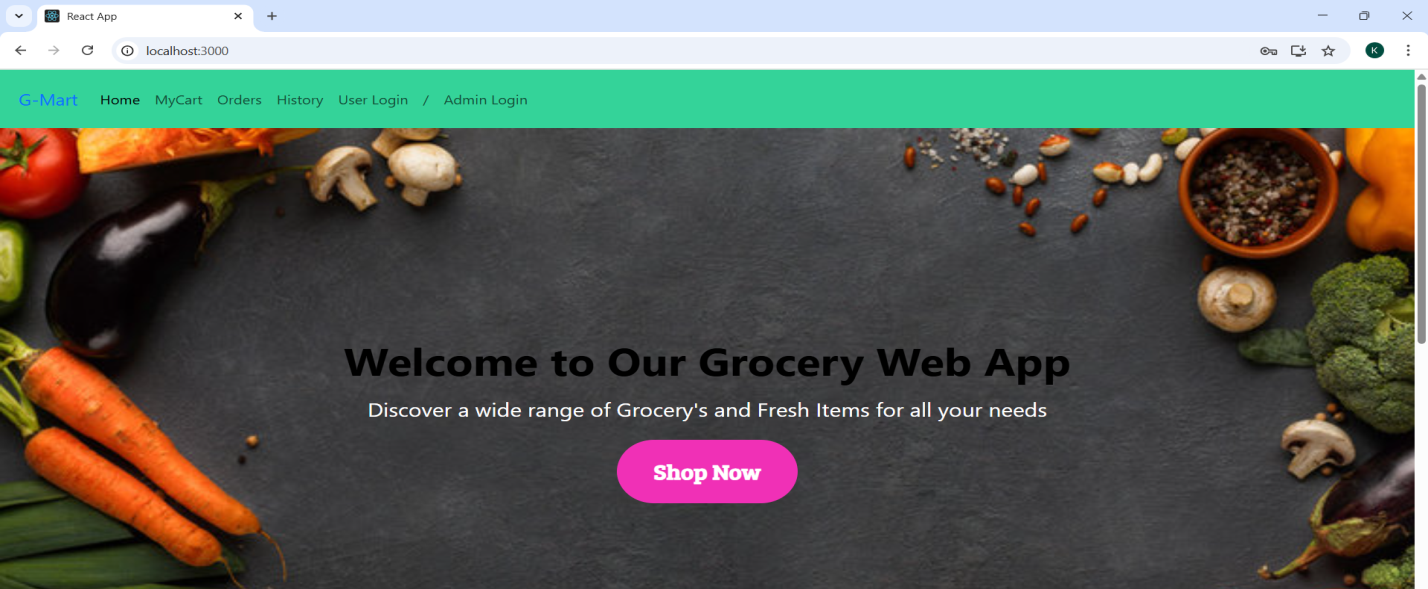 React App
localhost:3000
K
G-Mart Home MyCart Orders History User Login / Admin Login
Welcome to Our Grocery Web App
Discover a wide range of Grocery's and Fresh Items for all your needs
Shop Now